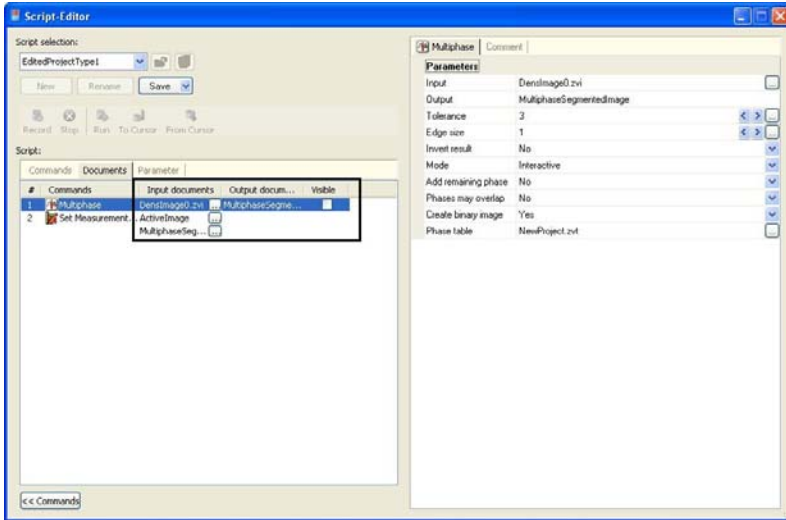 Script-Editor
Script selection:
EditedProjectType1
New Rename Save
Record Stop Run To Cursor From Cursor
Script:
Commands Documents Parameter
# Commands Input documents Output docum... Visible
1 Multiphase DensImage0.zvi ... MultiphaseSegme...
2 Set Measurement... ActiveImage ...
MultiphaseSeg... ...
<< Commands
Multiphase Comment
Parameters
Input DensImage0.zvi ...
Output MultiphaseSegmentedImage
Tolerance 3 < > ...
Edge size 1 < > ...
Invert result No
Mode Interactive
Add remaining phase No
Phases may overlap No
Create binary image Yes
Phase table NewProject.zvt ...